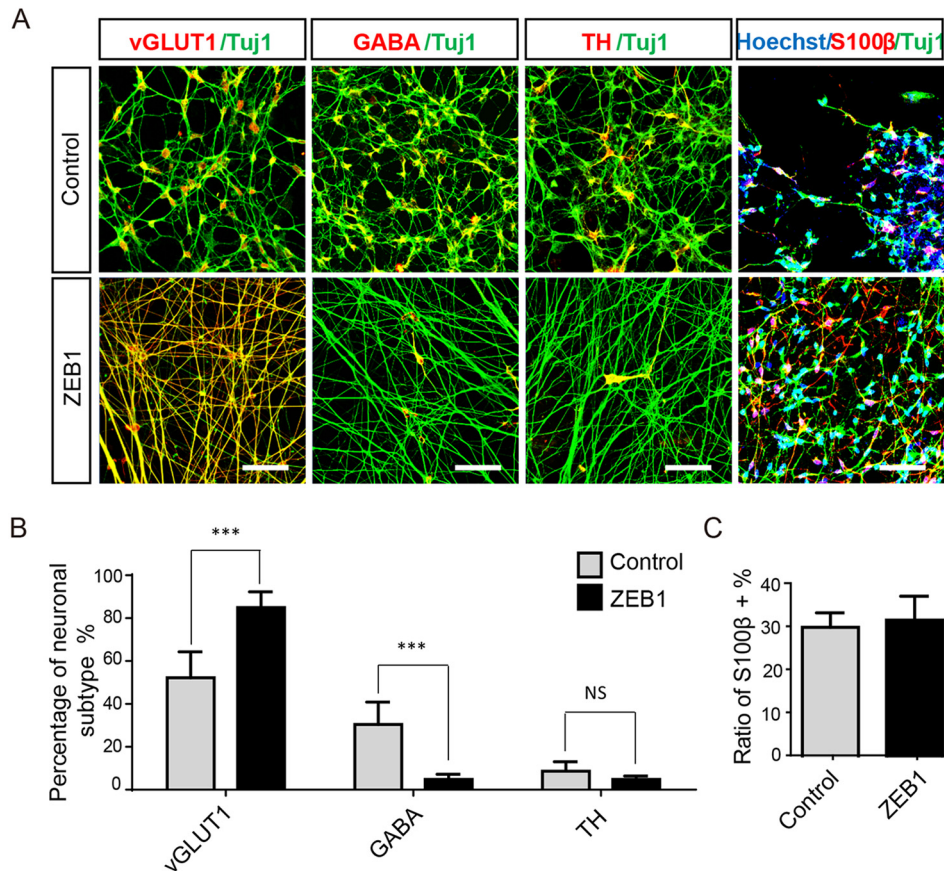 A
vGLUT1/Tuj1
GABA/Tuj1
TH/Tuj1
Hoechst/S100β/Tuj1
Control
ZEB1
B
Percentage of neuronal
subtype %
100
80
60
40
20
0
***
***
NS
Control
ZEB1
vGLUT1
GABA
TH
C
Ratio of S100β + %
40
30
20
10
0
Control
ZEB1